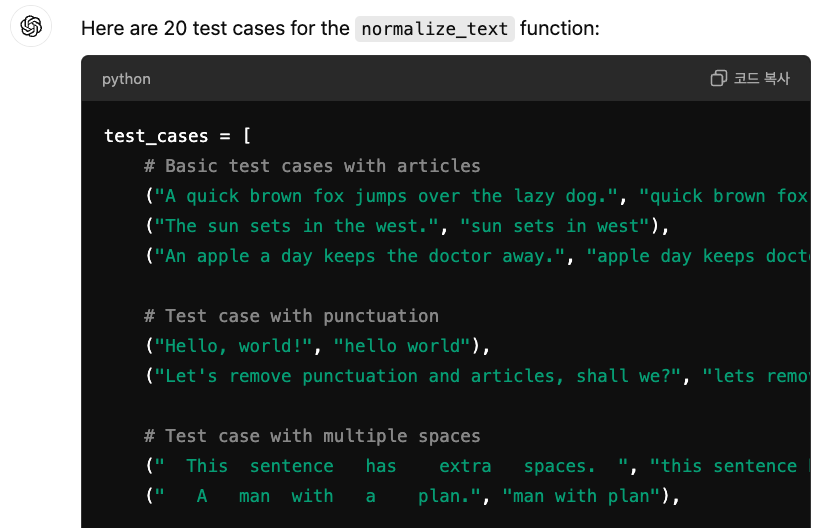 Here are 20 test cases for the normalize_text function:
python 코드 복사
test_cases = [
# Basic test cases with articles
("A quick brown fox jumps over the lazy dog.", "quick brown fox
("The sun sets in the west.", "sun sets in west"),
("An apple a day keeps the doctor away.", "apple day keeps doct
# Test case with punctuation
("Hello, world!", "hello world"),
("Let's remove punctuation and articles, shall we?", "lets remo
# Test case with multiple spaces
("  This  sentence   has    extra   spaces.  ", "this sentence
("   A   man  with   a    plan.", "man with plan"),